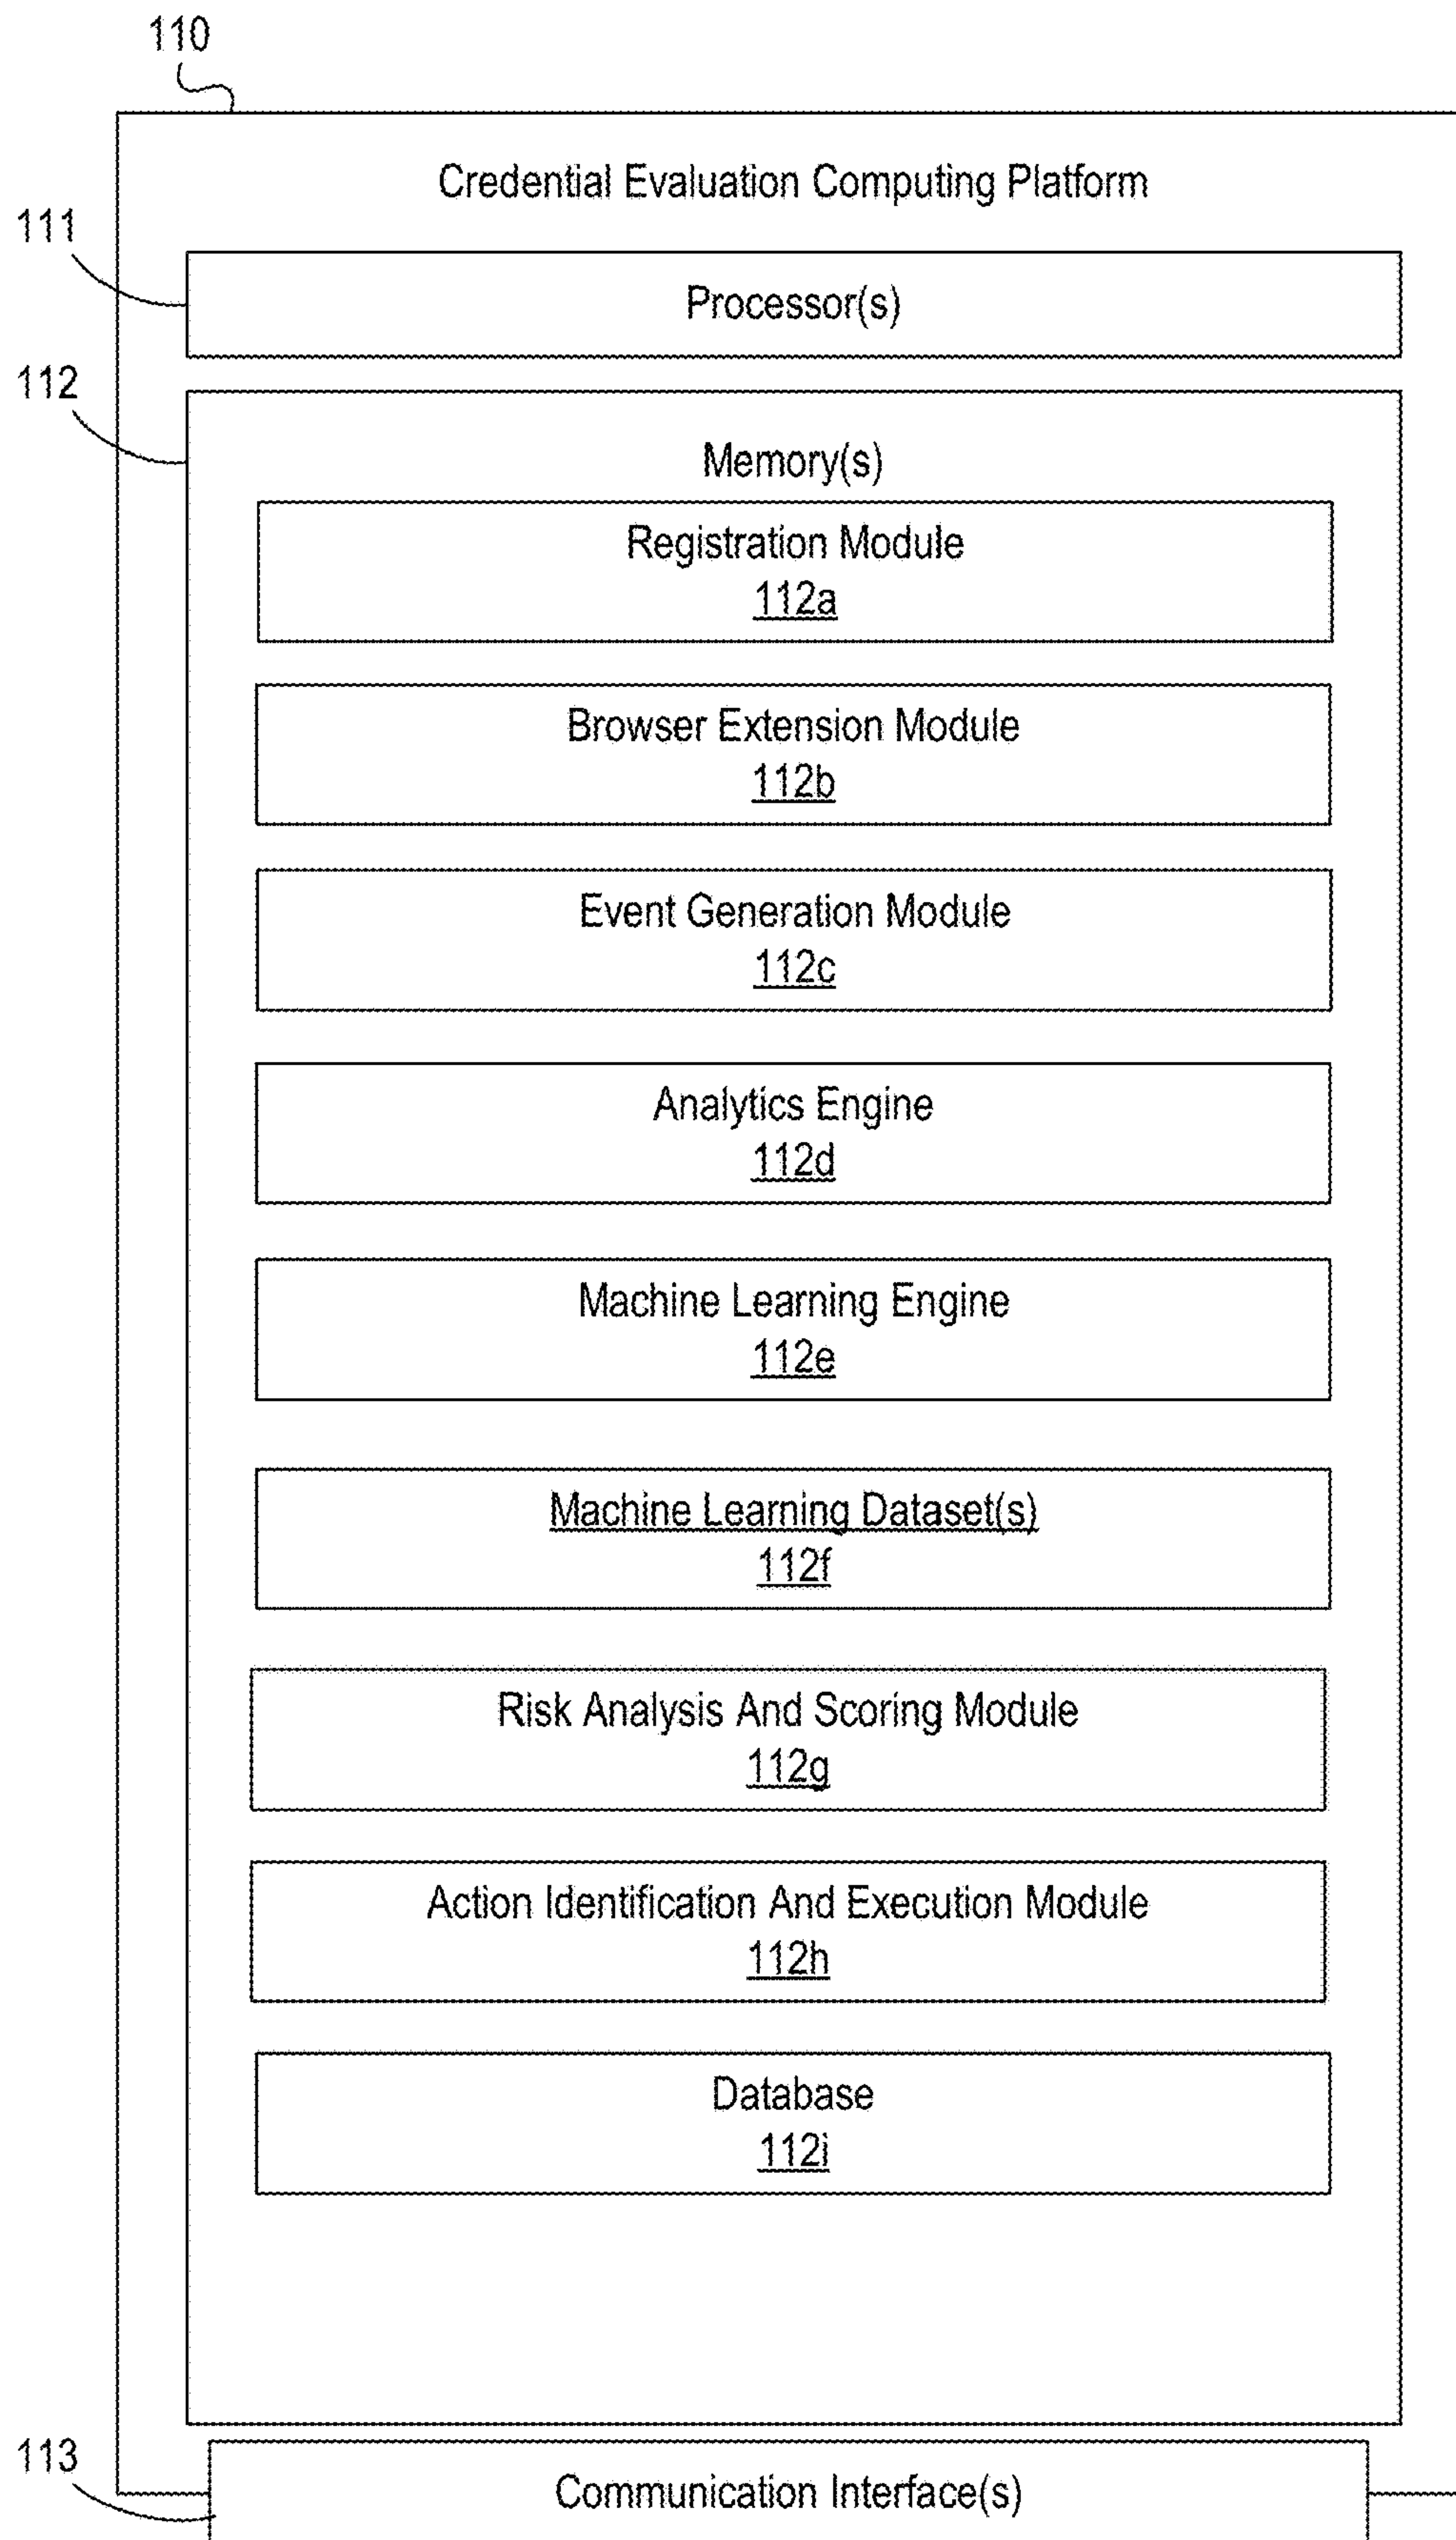 110
Credential Evaluation Computing Platform
111
Processor(s)
112
Memory(s)
Registration Module
112a
Browser Extension Module
112b
Event Generation Module
112c
Analytics Engine
112d
Machine Learning Engine
112e
Machine Learning Dataset(s)
112f
Risk Analysis And Scoring Module
112g
Action Identification And Execution Module
112h
Database
112i
113
Communication Interface(s)